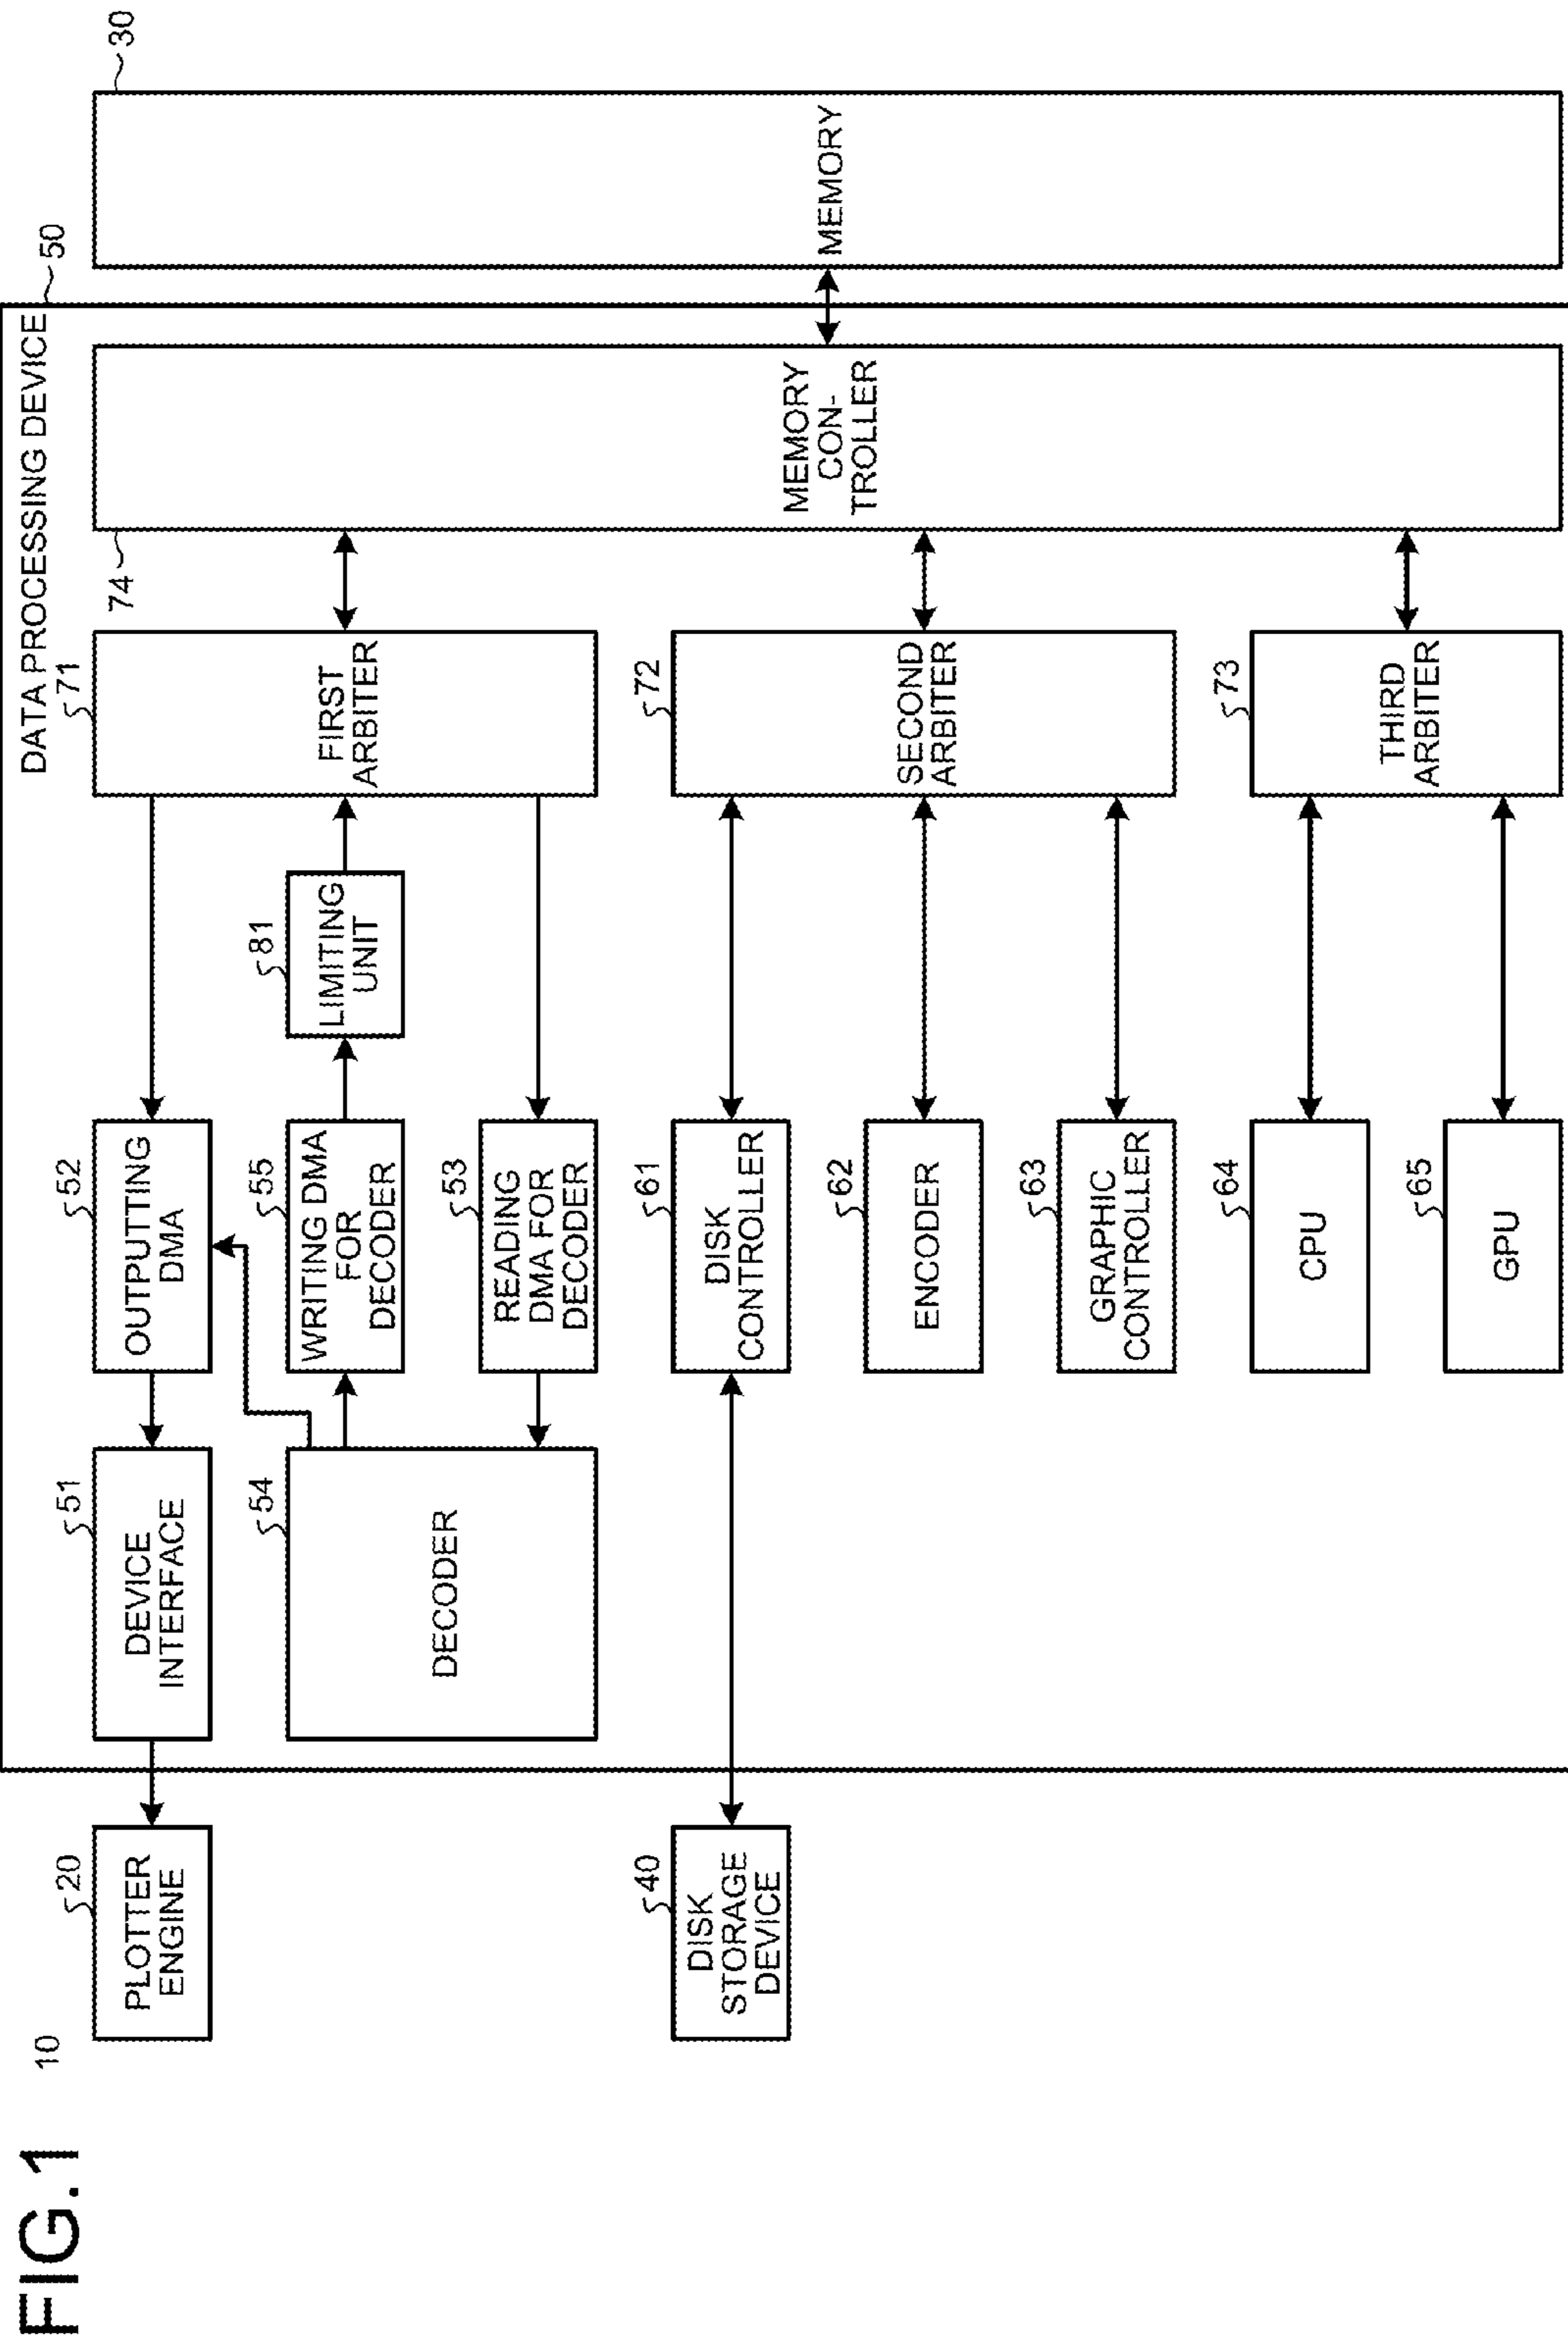 FIG.1
10
DATA PROCESSING DEVICE
50
30
20
PLOTTER
ENGINE
51
DEVICE
INTERFACE
52
OUTPUTTING
DMA
71
FIRST
ARBITER
74
MEMORY
CON-
TROLLER
MEMORY
54
DECODER
55
WRITING DMA
FOR
DECODER
81
LIMITING
UNIT
53
READING
DMA FOR
DECODER
40
DISK
STORAGE
DEVICE
61
DISK
CONTROLLER
72
SECOND
ARBITER
62
ENCODER
63
GRAPHIC
CONTROLLER
64
CPU
73
THIRD
ARBITER
65
GPU